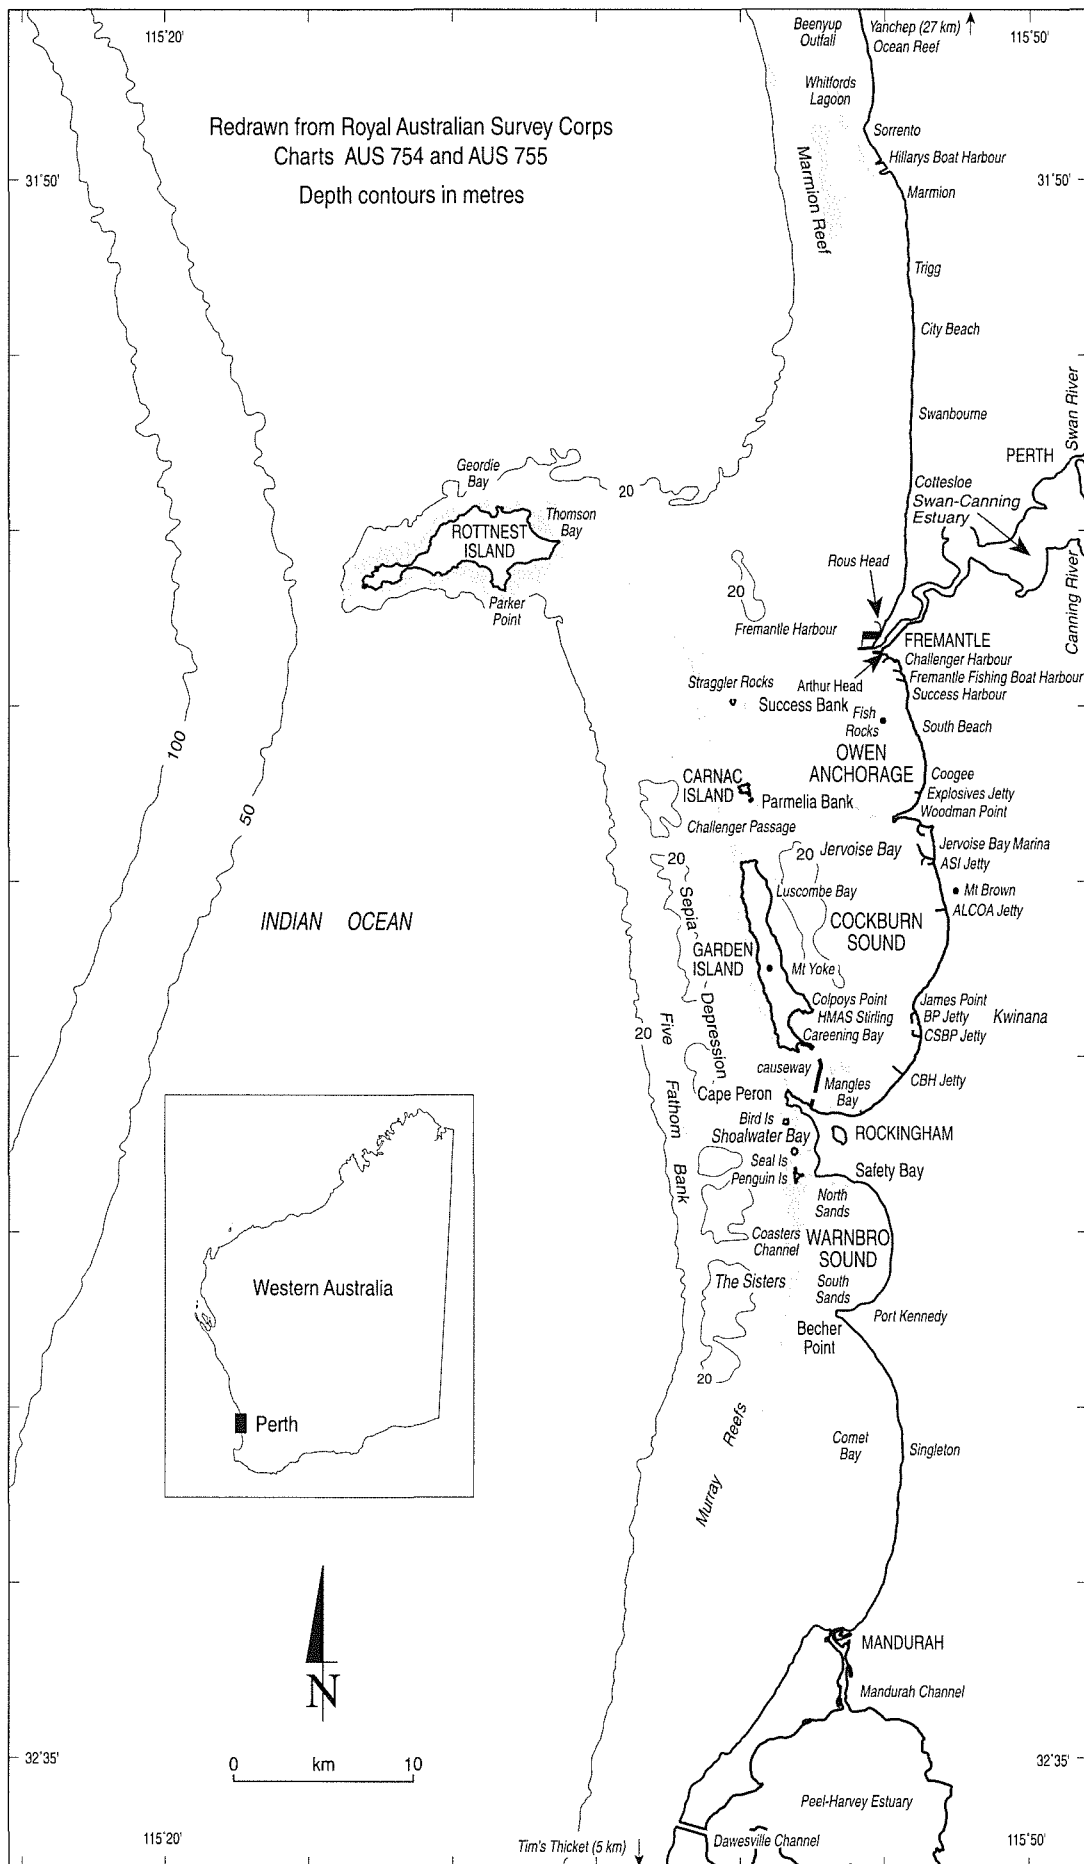 115°20'
Beenyup
Outfall
Yanchep (27 km)
115°50'
Ocean Reef
Whitfords
Lagoon
Redrawn from Royal Australian Survey Corps
Charts AUS 754 and AUS 755
Depth contours in metres
Sorrento
Hillarys Boat Harbour
31°50'
31°50'
Marmion
Marmion Reef
Trigg
City Beach
Swanbourne
Swan River
PERTH
Geordie
Bay
20
Cottesloe
Swan-Canning
Estuary
Thomson
Bay
ROTTNEST
ISLAND
Rous Head
Canning River
20
Parker
Point
Fremantle Harbour
FREMANTLE
Challenger Harbour
Fremantle Fishing Boat Harbour
Success Harbour
Straggler Rocks
Arthur Head
Success Bank
Fish
Rocks
South Beach
100
OWEN
ANCHORAGE
CARNAC
ISLAND
Coogee
Explosives Jetty
Parmelia Bank
Woodman Point
50
Challenger Passage
Jervoise Bay
Jervoise Bay Marina
20
20
ASI Jetty
Luscombe Bay
Mt Brown
Sepia
ALCOA Jetty
INDIAN OCEAN
COCKBURN
SOUND
GARDEN
ISLAND
Mt Yoke
Depression
Colpoys Point
James Point
HMAS Stirling
BP Jetty
Kwinana
20
Five
Careening Bay
CSBP Jetty
causeway
Mangles
Bay
CBH Jetty
Fathom
Cape Peron
Bird Is
Shoalwater Bay
ROCKINGHAM
Seal Is
Penguin Is
Safety Bay
Bank
North
Sands
Coasters
Channel
WARNBRO
SOUND
Western Australia
The Sisters
South
Sands
Port Kennedy
Becher
Point
20
Perth
Reefs
Comet
Bay
Singleton
Murray
MANDURAH
N
Mandurah Channel
32°35'
0 km 10
32°35'
Peel-Harvey Estuary
115°20'
Tim's Thicket (5 km)
Dawesville Channel
115°50'